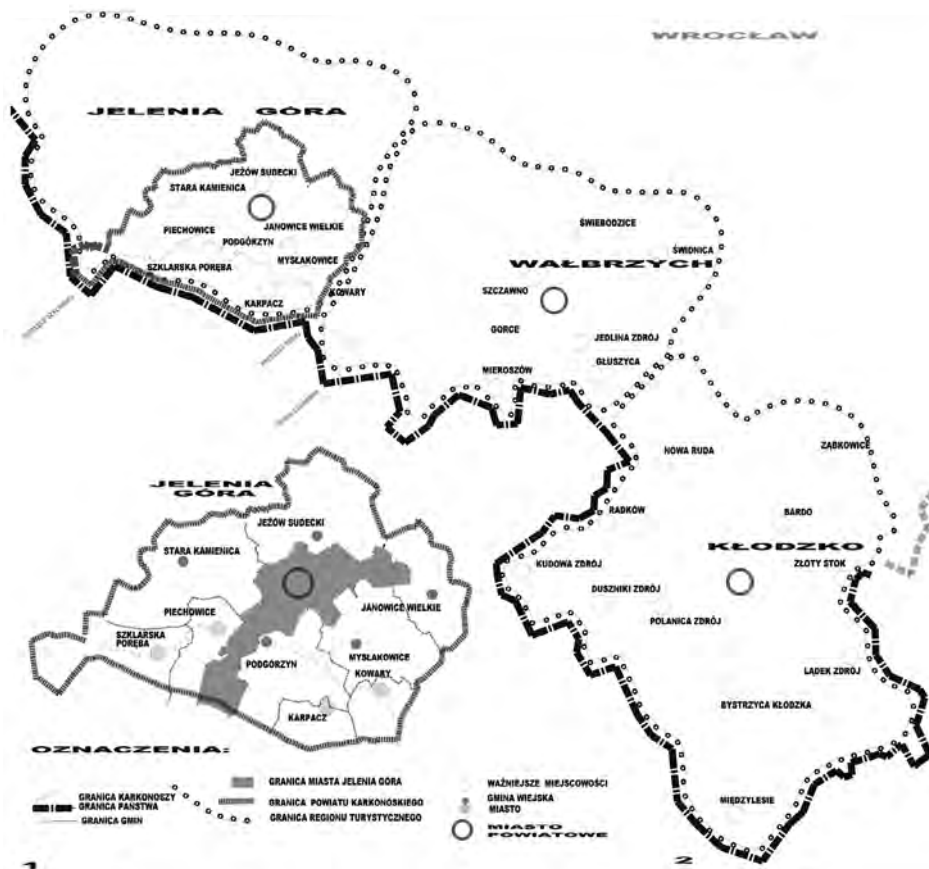 WROCŁAW
JELENIA GÓRA
JEŻÓW SUDECKI
STARA KAMIENICA
JANOWICE WIELKIE
PIECHOWICE
PODGÓRZYN
MYSŁAKOWICE
SZKLARSKA PORĘBA
KOWARY
KARPACZ
ŚWIEBODZICE
ŚWIDNICA
WAŁBRZYCH
SZCZAWNO
GORCE
JEDLINA ZDRÓJ
GŁUSZYCA
MIEROSZÓW
NOWA RUDA
ZĄBKOWICE
RADKÓW
BARDO
KŁODZKO
ZŁOTY STOK
KUDOWA ZDRÓJ
DUSZNIKI ZDRÓJ
POLANICA ZDRÓJ
LĄDEK ZDRÓJ
BYSTRZYCA KŁODZKA
MIĘDZYLESIE
JELENIA
GÓRA
JEŻÓW SUDECKI
STARA KAMIENICA
PIECHOWICE
JANOWICE WIELKIE
SZKLARSKA
PORĘBA
PODGÓRZYN
MYSŁAKOWICE
KOWARY
KARPACZ
OZNACZENIA:
GRANICA KARKONOSZY
GRANICA PAŃSTWA
GRANICA GMIN
GRANICA MIASTA JELENIA GÓRA
GRANICA POWIATU KARKONOSKIEGO
GRANICA REGIONU TURYSTYCZNEGO
WAŻNIEJSZE MIEJSCOWOŚCI
GMINA WIEJSKA
MIASTO
MIASTO
POWIATOWE
1
2